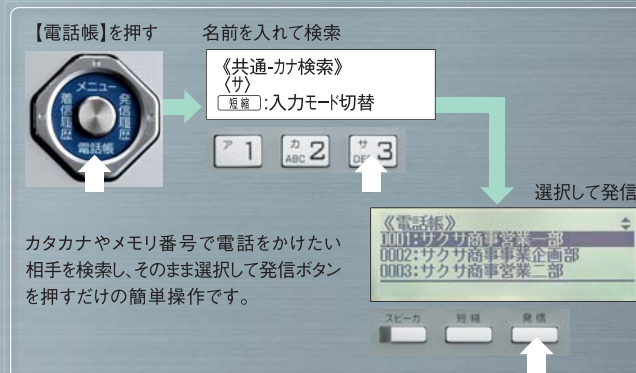 【電話帳】を押す
名前を入れて検索
メニュー
着信履歴
発信履歴
電話帳
《共通-カナ検索》
〈サ〉
短縮:入力モード切替
ア 1
カ ABC 2
サ DEF 3
選択して発信
《電話帳》
0001:サクサ商事営業一部
0002:サクサ商事事業企画部
0003:サクサ商事営業二部
スピーカ
短縮
発信
カタカナやメモリ番号で電話をかけたい
相手を検索し、そのまま選択して発信ボタン
を押すだけの簡単操作です。